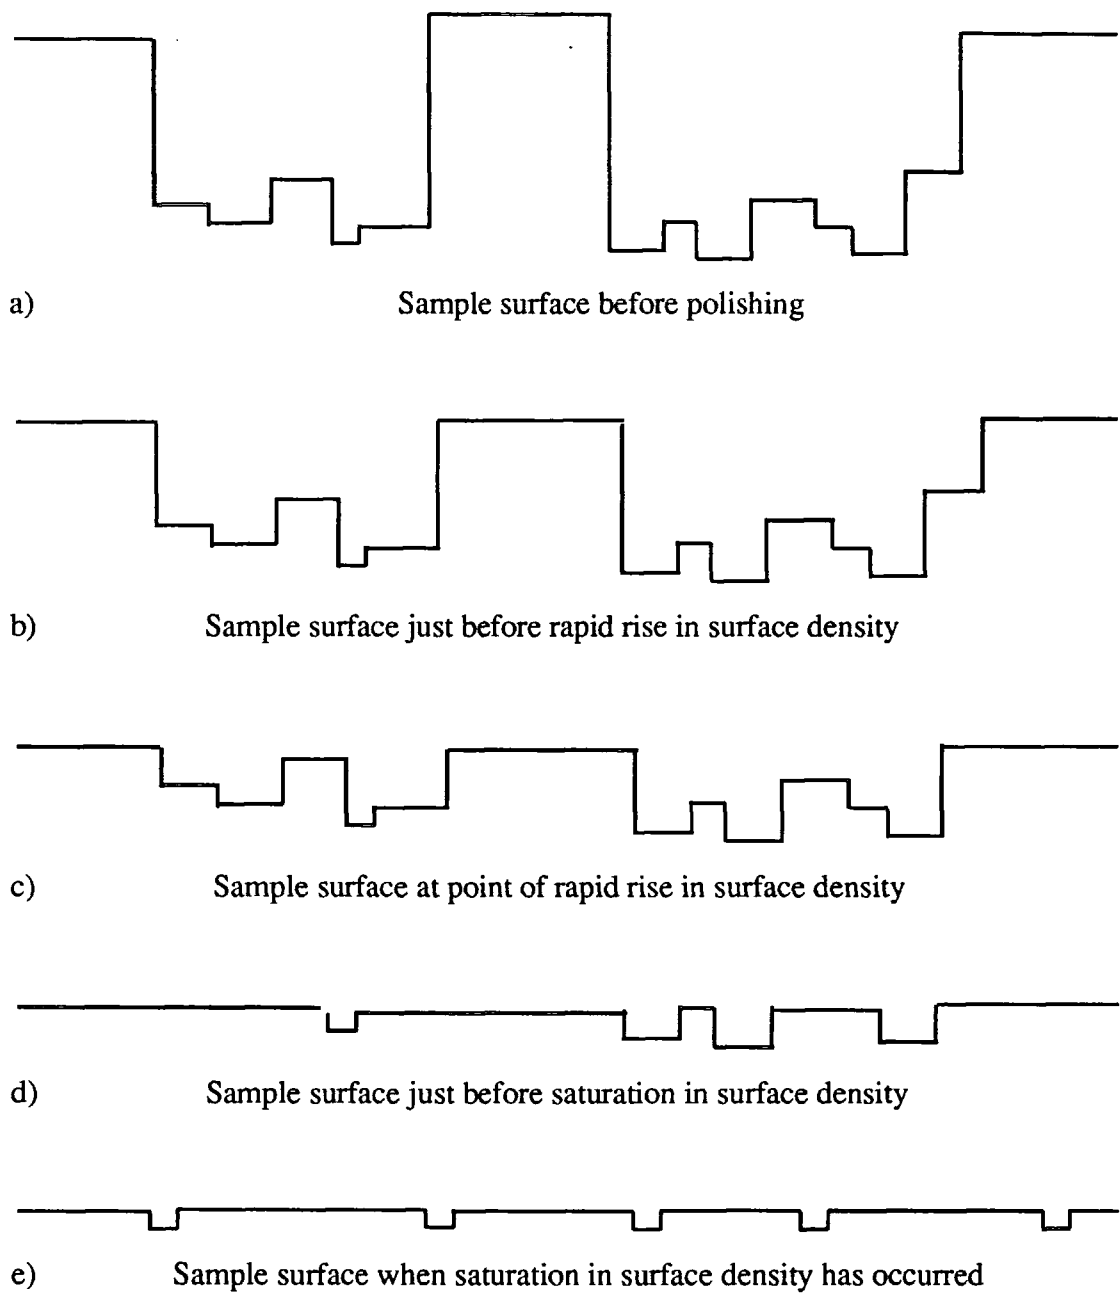 a) Sample surface before polishing
b) Sample surface just before rapid rise in surface density
c) Sample surface at point of rapid rise in surface density
d) Sample surface just before saturation in surface density
e) Sample surface when saturation in surface density has occurred